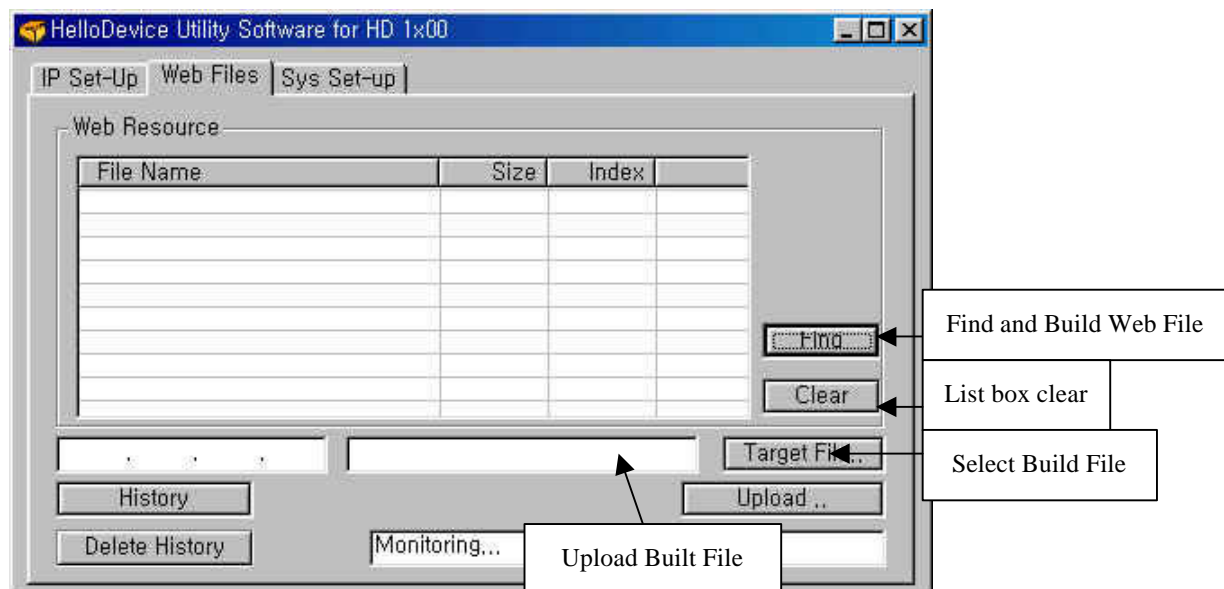 HelloDevice Utility Software for HD 1x00
IP Set-Up Web Files Sys Set-up
Web Resource
File Name Size Index
Find
Find and Build Web File
Clear
List box clear
Target File..
Select Build File
History
Upload ..
Delete History
Monitoring...
Upload Built File